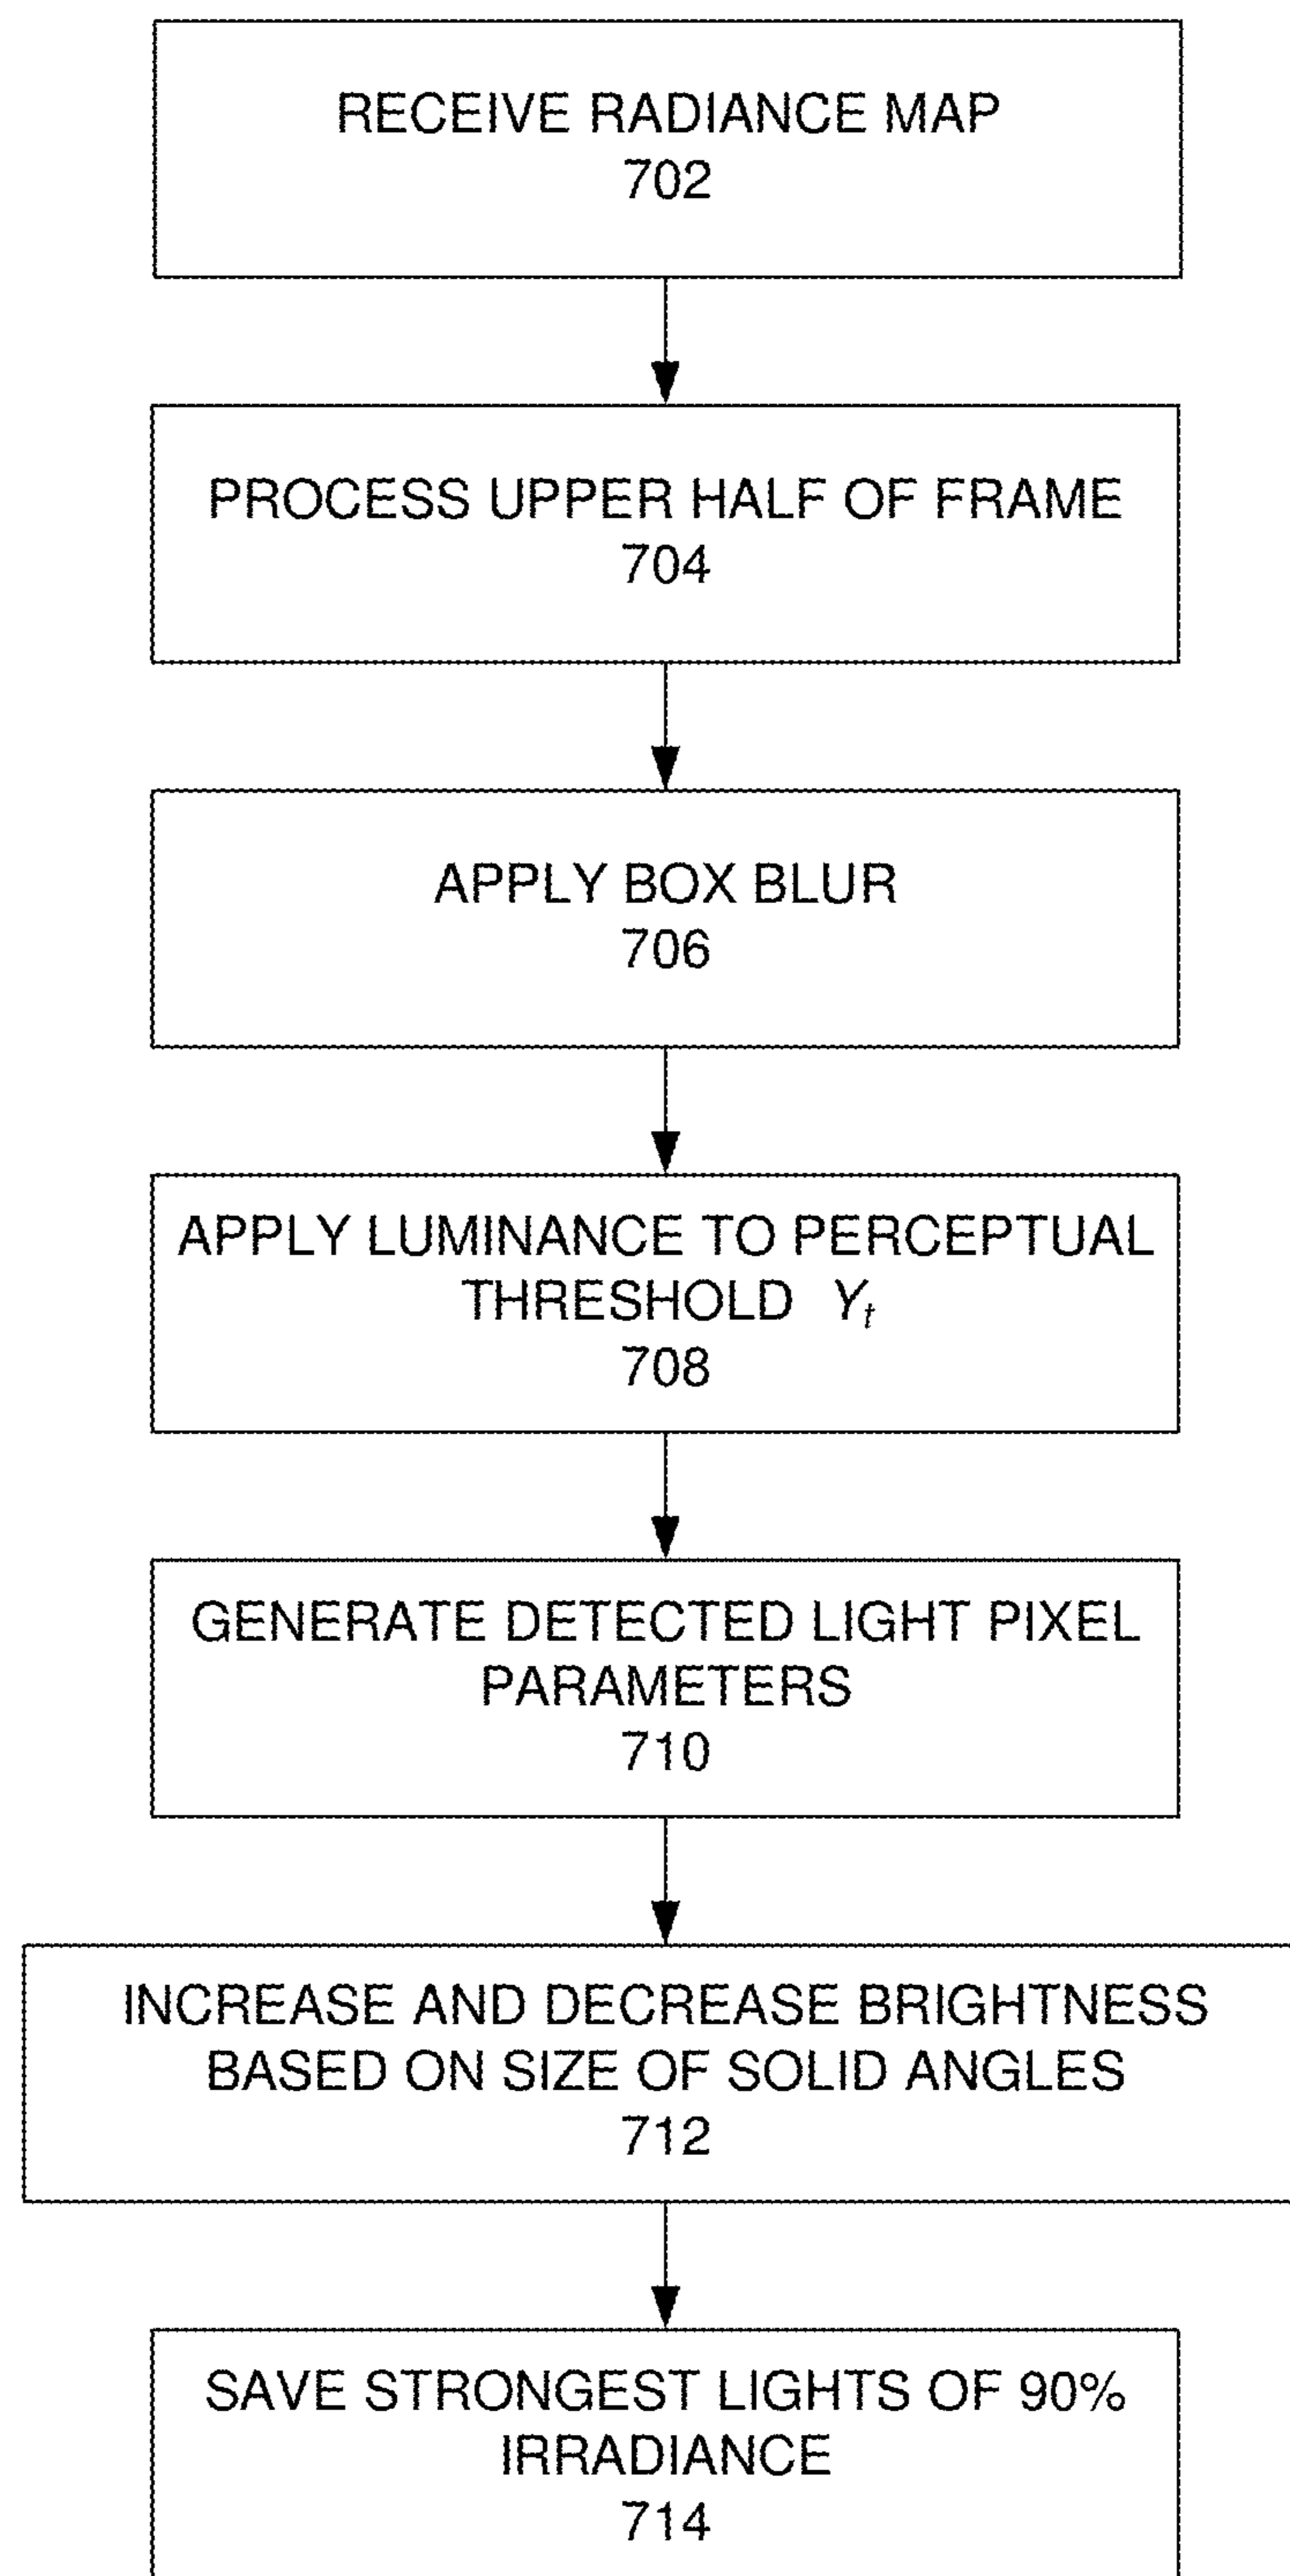 RECEIVE RADIANCE MAP
702
PROCESS UPPER HALF OF FRAME
704
APPLY BOX BLUR
706
APPLY LUMINANCE TO PERCEPTUAL
THRESHOLD Yt
708
GENERATE DETECTED LIGHT PIXEL
PARAMETERS
710
INCREASE AND DECREASE BRIGHTNESS
BASED ON SIZE OF SOLID ANGLES
712
SAVE STRONGEST LIGHTS OF 90%
IRRADIANCE
714